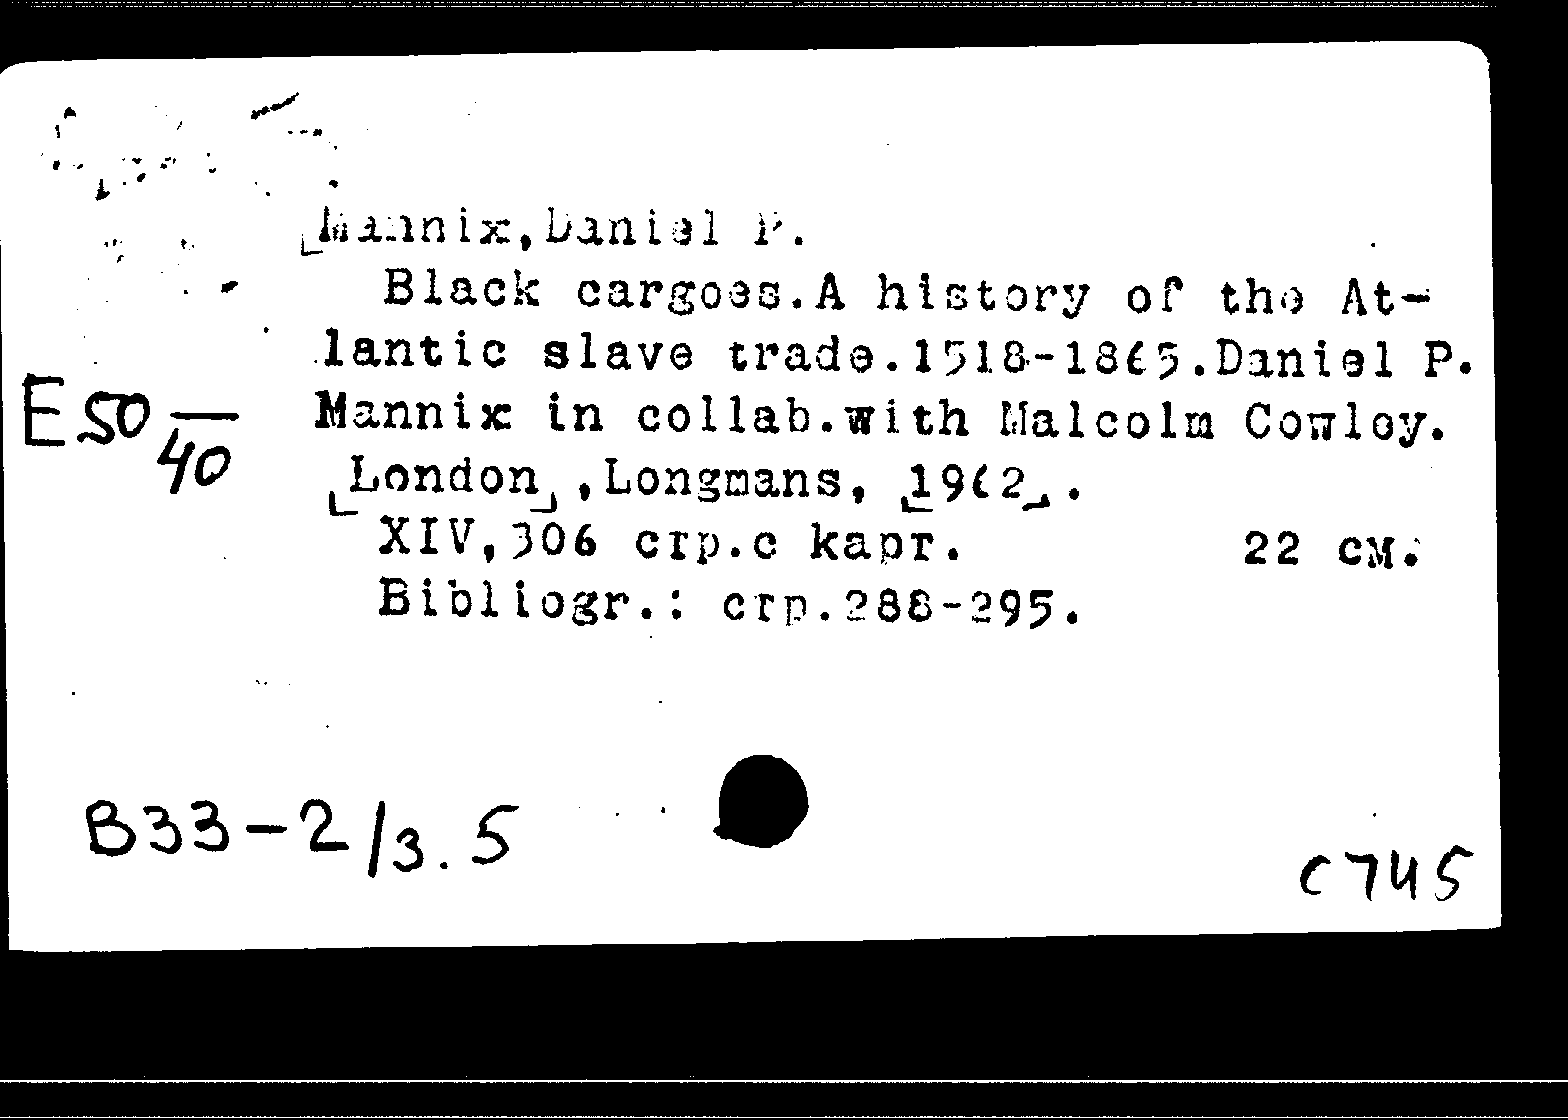 Mannix,Daniel P.
Black cargoes.A history of the At-
lantic slave trade.1518-1865.Daniel P.
E50—/40
Mannix in collab.with Malcolm Cowley.
[London],Longmans, [1962].
XIV,306 стр.с карт. 22 см.
Bibliogr.: стр.288-295.
B33-2/3.5
c745